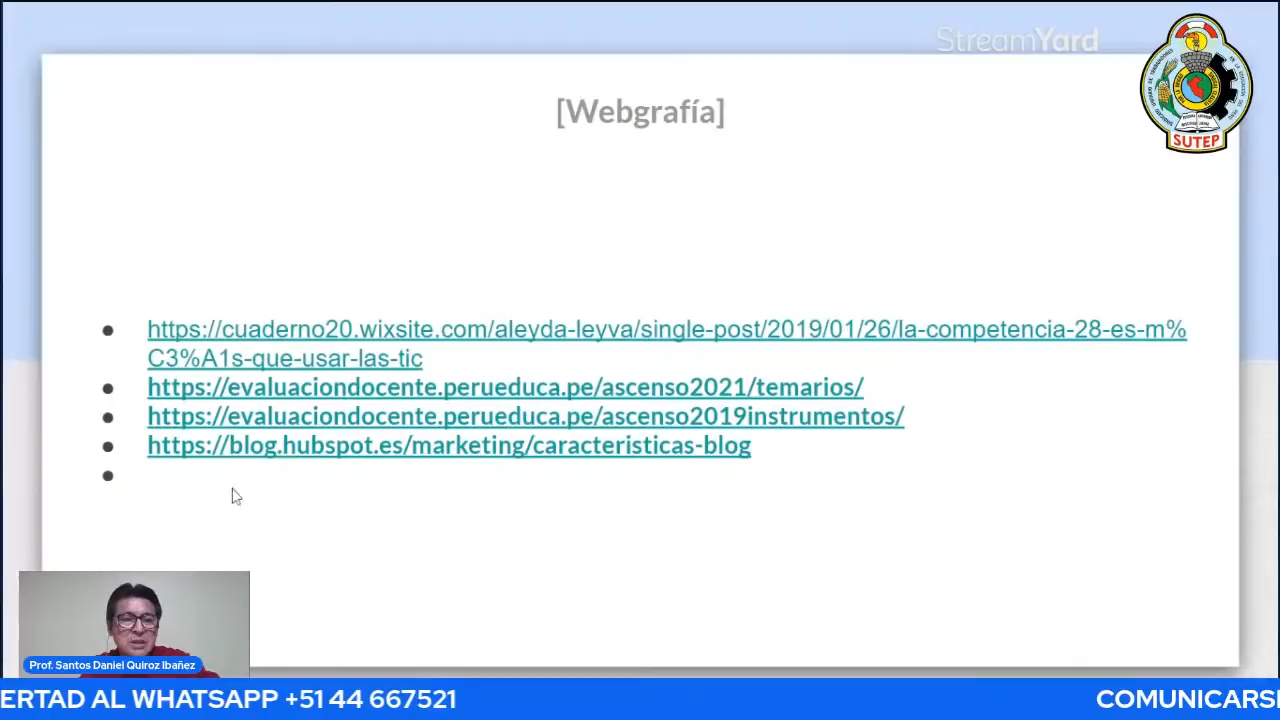 StreamYard
[Webgrafía]
SUTEP
https://cuaderno20.wixsite.com/aleyda-leyva/single-post/2019/01/26/la-competencia-28-es-m%
C3%A1s-que-usar-las-tic
https://evaluaciondocente.perueduca.pe/ascenso2021/temarios/
https://evaluaciondocente.perueduca.pe/ascenso2019instrumentos/
https://blog.hubspot.es/marketing/caracteristicas-blog
Prof. Santos Daniel Quiroz Ibañez
ERTAD AL WHATSAPP +51 44 667521
COMUNICARS